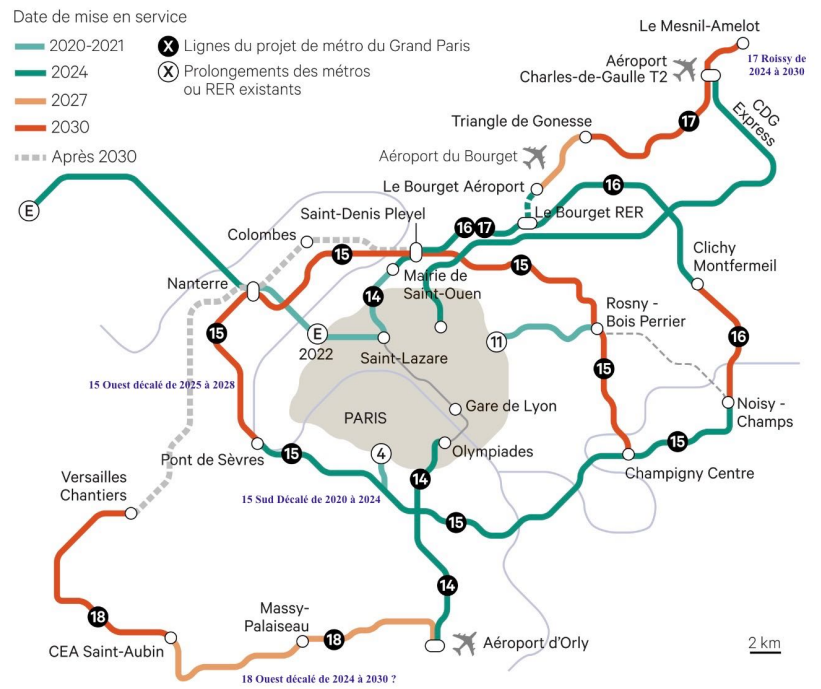 Date de mise en service
2020-2021
2024
2027
2030
Après 2030
X Lignes du projet de métro du Grand Paris
X Prolongements des métros
ou RER existants
Le Mesnil-Amelot
17 Roissy de
2024 à 2030
Aéroport
Charles-de-Gaulle T2
CDG
Express
17
Triangle de Gonesse
Aéroport du Bourget
Le Bourget Aéroport
16
Le Bourget RER
E
Saint-Denis Pleyel
16 17
Colombes
15
15
Clichy
Montfermeil
Nanterre
Mairie de
Saint-Ouen
14
Rosny -
Bois Perrier
15
E
2022
11
16
Saint-Lazare
15
15 Ouest décalé de 2025 à 2028
Gare de Lyon
Noisy -
Champs
PARIS
15
Olympiades
Pont de Sèvres
15
4
Champigny Centre
Versailles
Chantiers
14
15 Sud Décalé de 2020 à 2024
15
14
Massy-
Palaiseau
18
18
CEA Saint-Aubin
Aéroport d'Orly
2 km
18 Ouest décalé de 2024 à 2030 ?